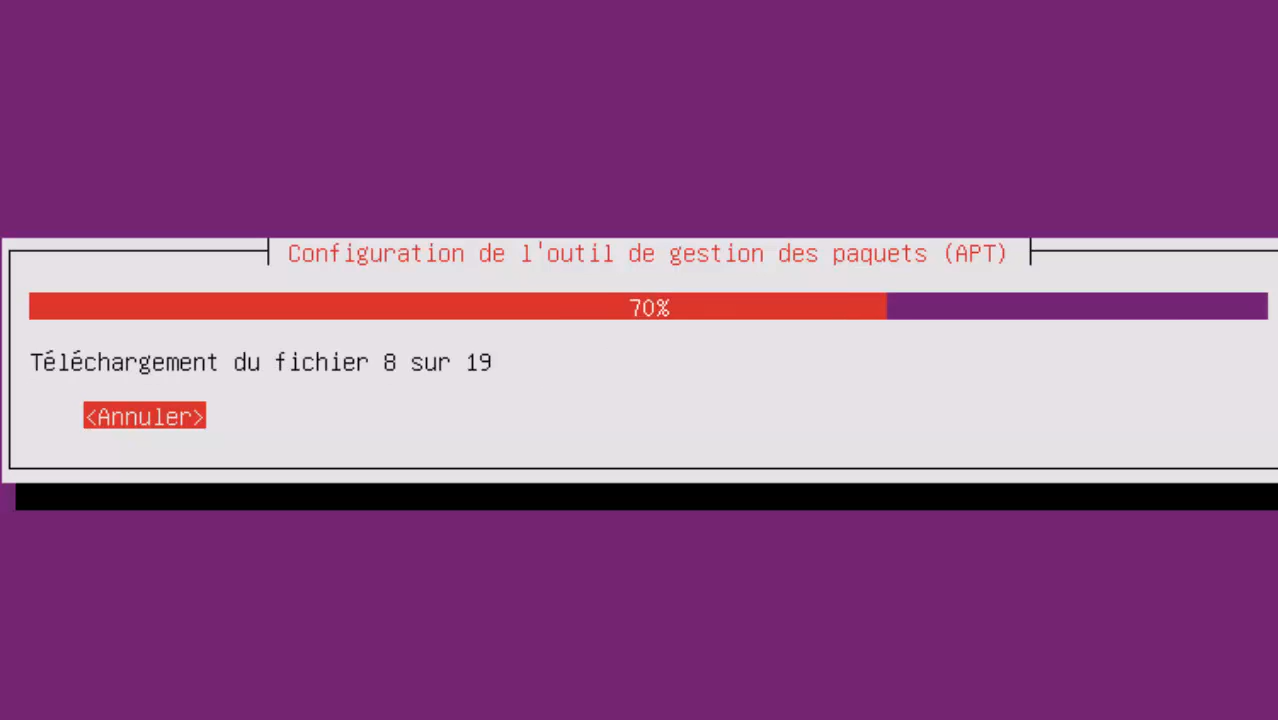 Configuration de l'outil de gestion des paquets (APT)
70%
Téléchargement du fichier 8 sur 19
<Annuler>